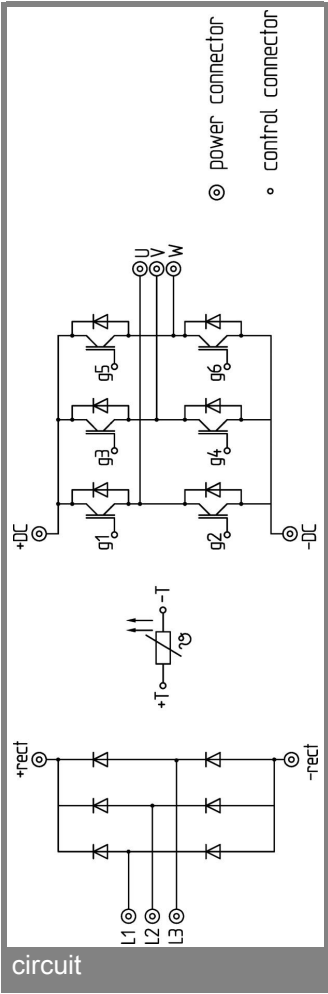 power connector
control connector
U
V
W
g5
g6
g3
g4
g1
g2
+DC
-DC
+T
-T
ϑ
+rect
-rect
L1
L2
L3
circuit